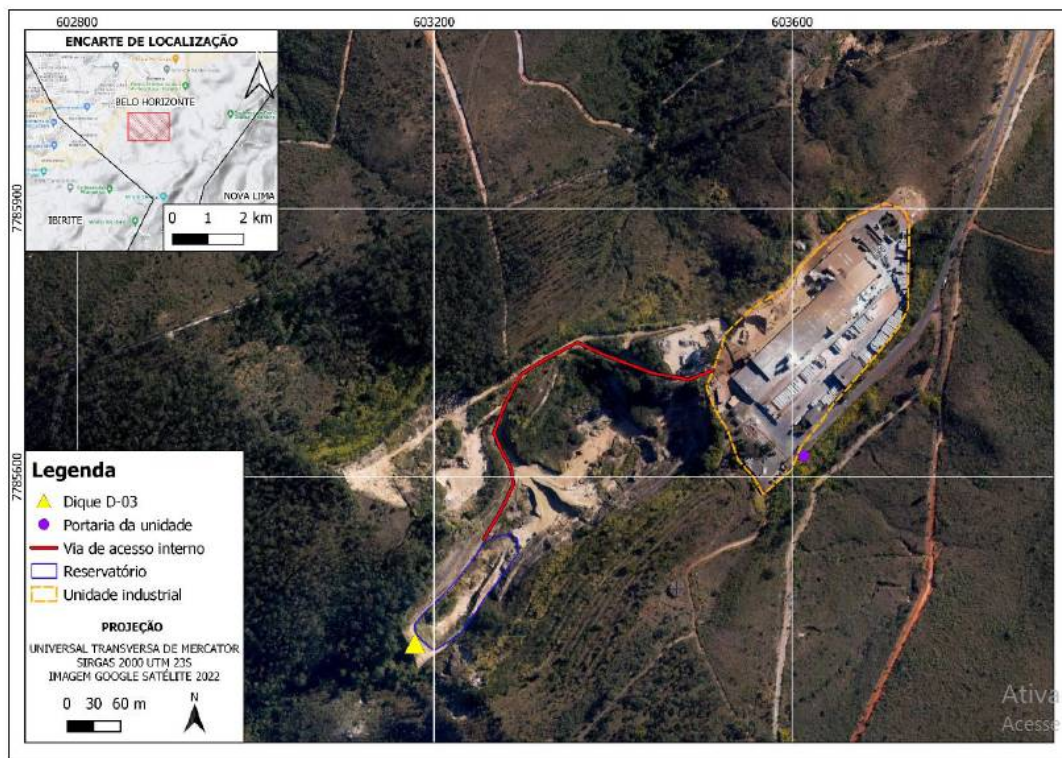 602800 603200 603600
ENCARTE DE LOCALIZAÇÃO
BELO HORIZONTE
NOVA LIMA
IBIRITE
0 1 2 km
7785900
7785600
Legenda
Dique D-03
Portaria da unidade
Via de acesso interno
Reservatório
Unidade industrial
PROJEÇÃO
UNIVERSAL TRANSVERSA DE MERCATOR
SIRGAS 2000 UTM 23S
IMAGEM GOOGLE SATÉLITE 2022
0 30 60 m
N
Ativa
Acesse